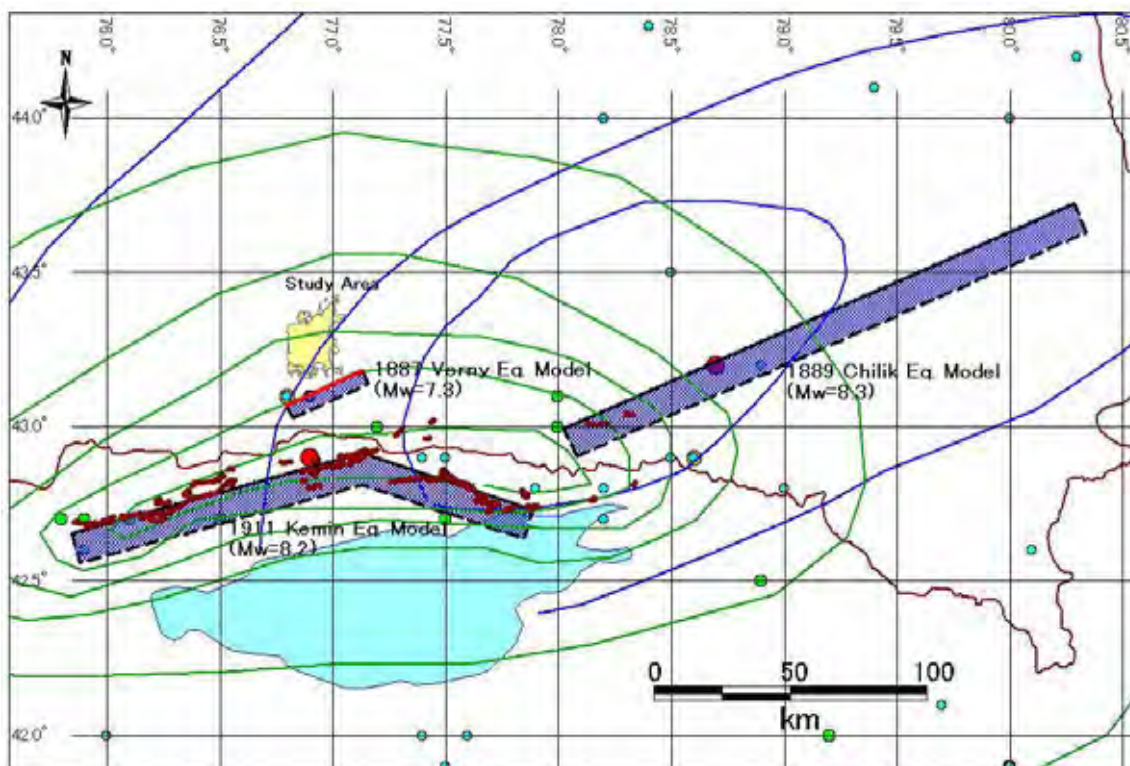 76.0°
76.5°
77.0°
77.5°
78.0°
78.5°
79.0°
79.5°
80.0°
80.5°
N
44.0°
43.5°
Study Area
1887 Verny Eq. Model
(Mw=7.3)
1889 Chilik Eq. Model
(Mw=8.3)
43.0°
1911 Kemin Eq. Model
(Mw=8.2)
42.5°
0 50 100
km
42.0°